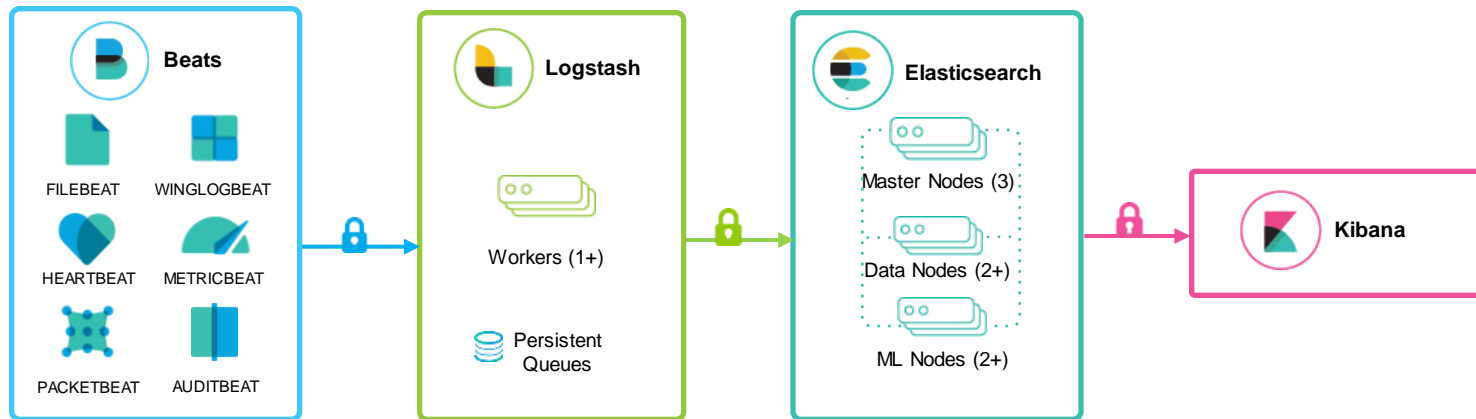 Beats
FILEBEAT
WINGLOGBEAT
HEARTBEAT
METRICBEAT
PACKETBEAT
AUDITBEAT
Logstash
Workers (1+)
Persistent
Queues
Elasticsearch
Master Nodes (3)
Data Nodes (2+)
ML Nodes (2+)
Kibana